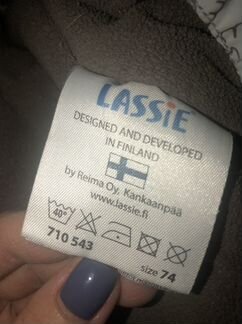 LASSiE
DESIGNED AND DEVELOPED
IN FINLAND
by Reima Oy, Kankaanpää
www.lassie.fi
40°
710 543
size 74